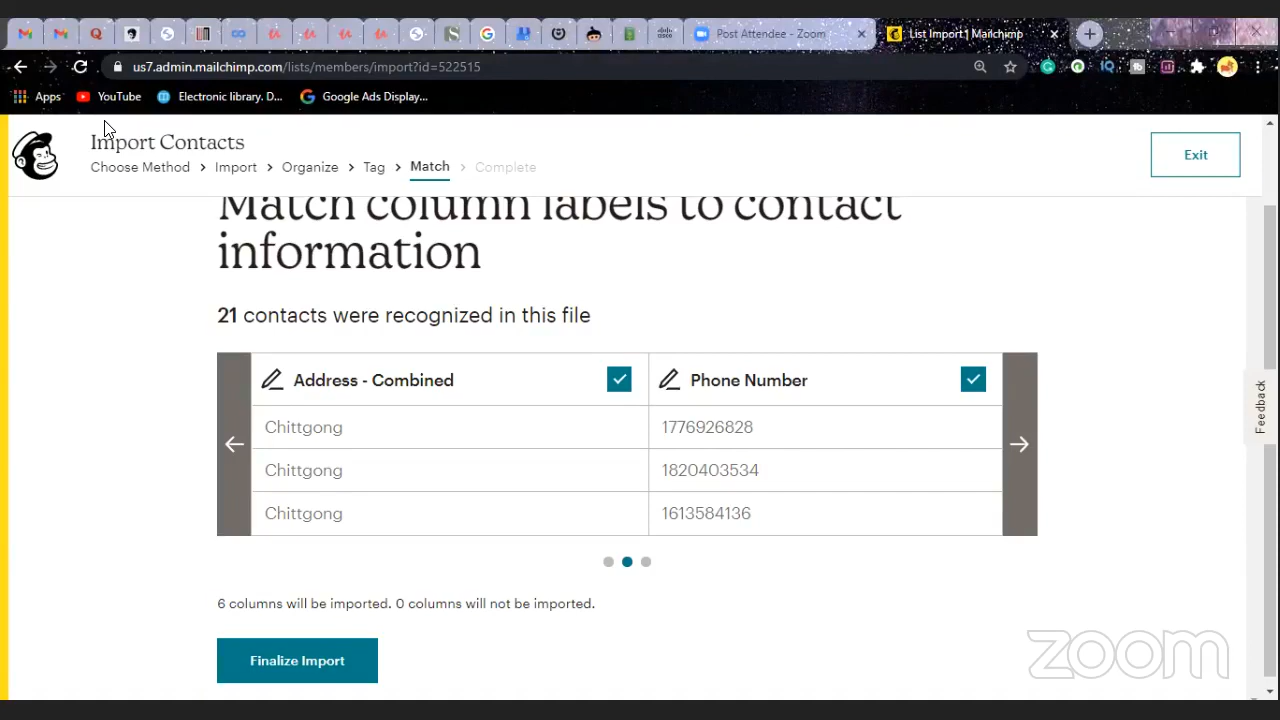 Post Attendee - Zoom
List Import | Mailchimp
us7.admin.mailchimp.com/lists/members/import?id=522515
Apps YouTube Electronic library. D... Google Ads Display...
Import Contacts
Choose Method > Import > Organize > Tag > Match > Complete
Exit
Match column labels to contact
information
21 contacts were recognized in this file
Address - Combined Phone Number
Chittgong 1776926828
Chittgong 1820403534
Chittgong 1613584136
Feedback
6 columns will be imported. 0 columns will not be imported.
Finalize Import
zoom